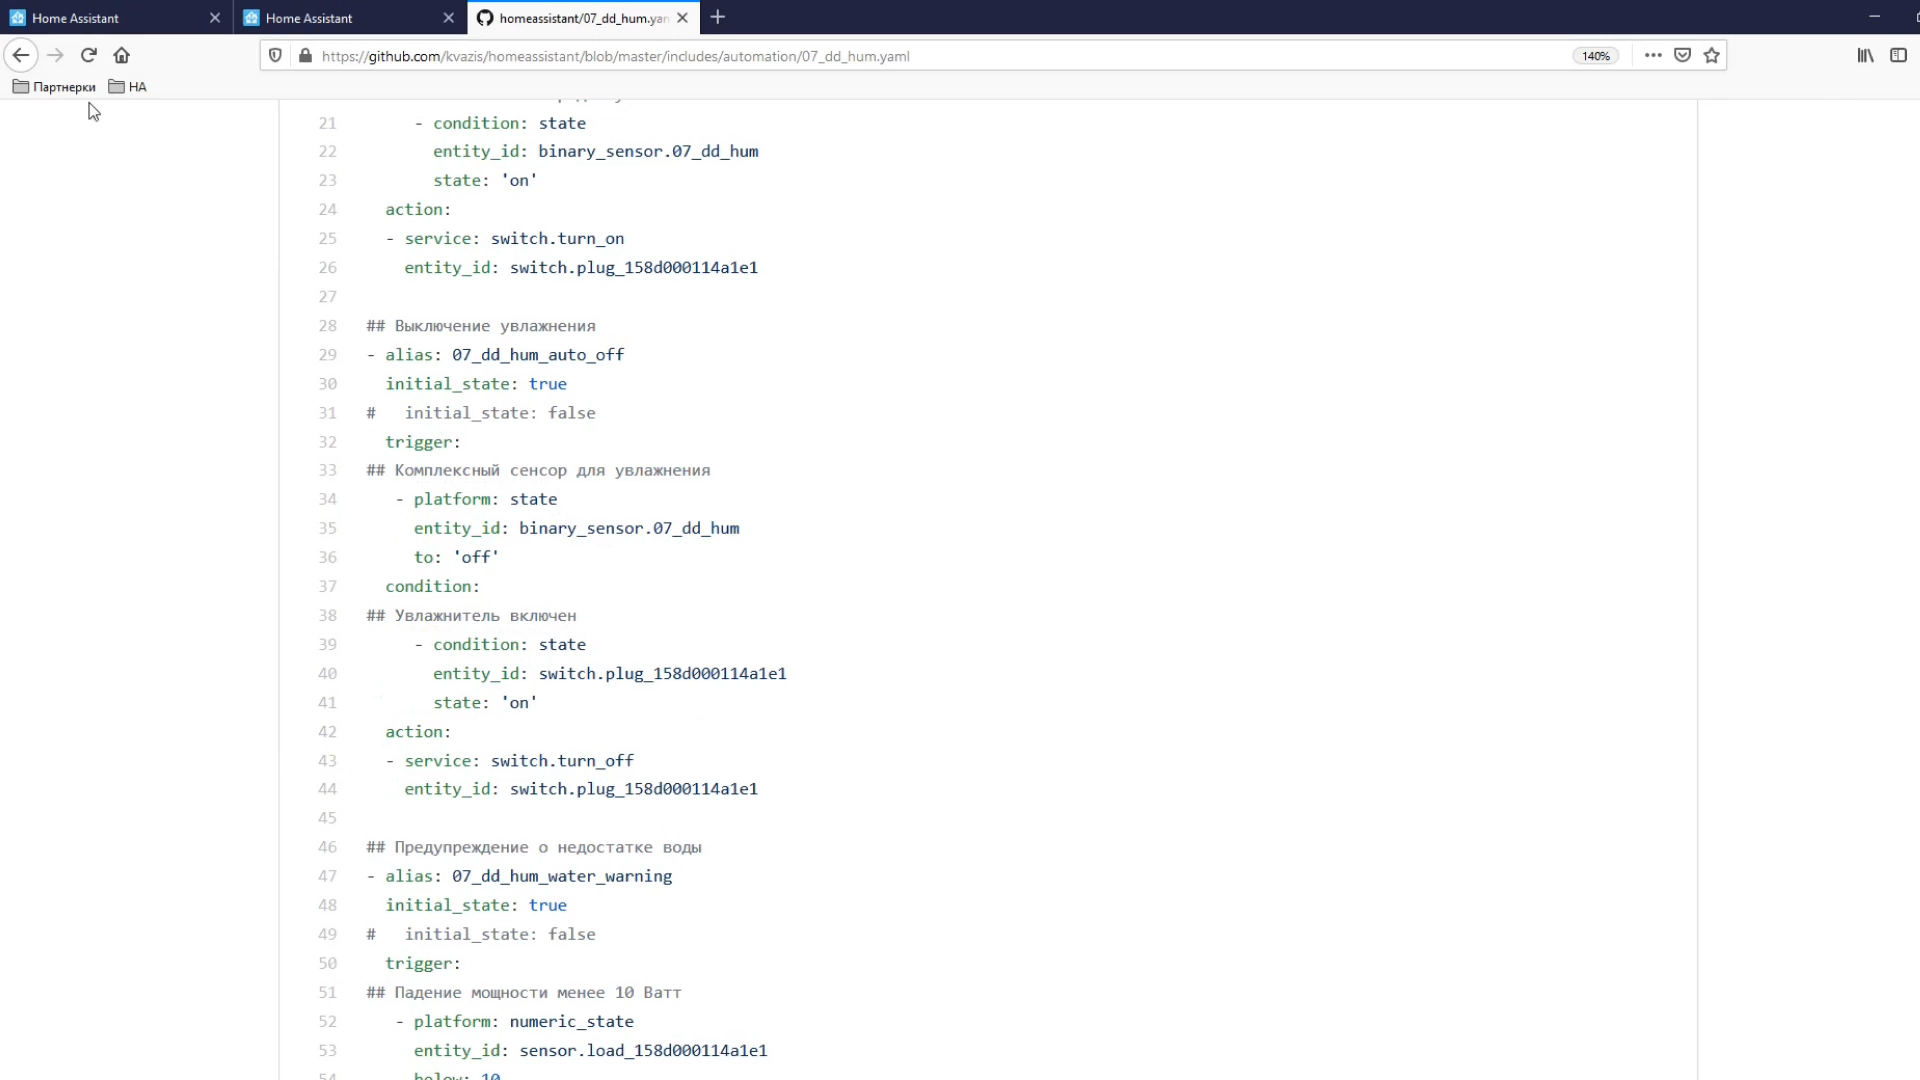 Home Assistant
Home Assistant
homeassistant/07_dd_hum.yam
https://github.com/kvazis/homeassistant/blob/master/includes/automation/07_dd_hum.yaml
140%
Партнерки
HA
21 - condition: state
22 entity_id: binary_sensor.07_dd_hum
23 state: 'on'
24 action:
25 - service: switch.turn_on
26 entity_id: switch.plug_158d000114a1e1
27
28 ## Выключение увлажнения
29 - alias: 07_dd_hum_auto_off
30 initial_state: true
31 # initial_state: false
32 trigger:
33 ## Комплексный сенсор для увлажнения
34 - platform: state
35 entity_id: binary_sensor.07_dd_hum
36 to: 'off'
37 condition:
38 ## Увлажнитель включен
39 - condition: state
40 entity_id: switch.plug_158d000114a1e1
41 state: 'on'
42 action:
43 - service: switch.turn_off
44 entity_id: switch.plug_158d000114a1e1
45
46 ## Предупреждение о недостатке воды
47 - alias: 07_dd_hum_water_warning
48 initial_state: true
49 # initial_state: false
50 trigger:
51 ## Падение мощности менее 10 Ватт
52 - platform: numeric_state
53 entity_id: sensor.load_158d000114a1e1
54 below: 10